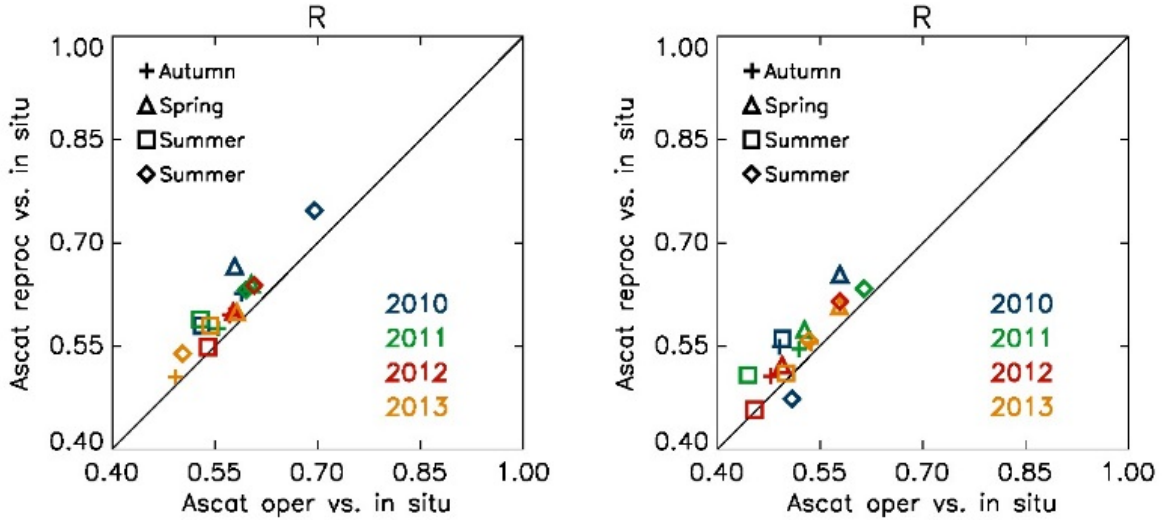 R
1.00
0.85
0.70
0.55
0.40
Ascat reproc vs. in situ
Autumn
Spring
Summer
Summer
2010
2011
2012
2013
0.40 0.55 0.70 0.85 1.00
Ascat oper vs. in situ
R
1.00
0.85
0.70
0.55
0.40
Ascat reproc vs. in situ
Autumn
Spring
Summer
Summer
2010
2011
2012
2013
0.40 0.55 0.70 0.85 1.00
Ascat oper vs. in situ